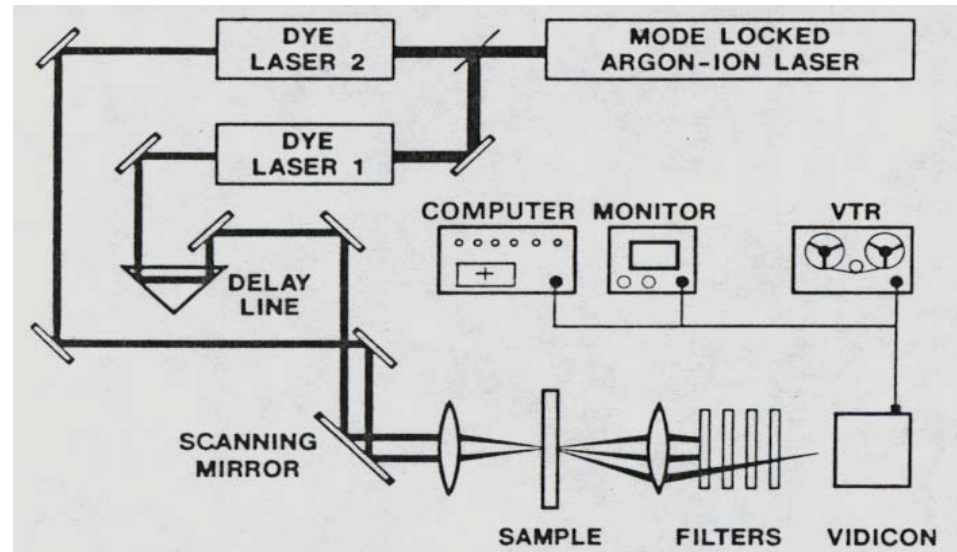 DYE
LASER 2
MODE LOCKED
ARGON-ION LASER
DYE
LASER 1
COMPUTER
MONITOR
VTR
DELAY
LINE
SCANNING
MIRROR
SAMPLE
FILTERS
VIDICON